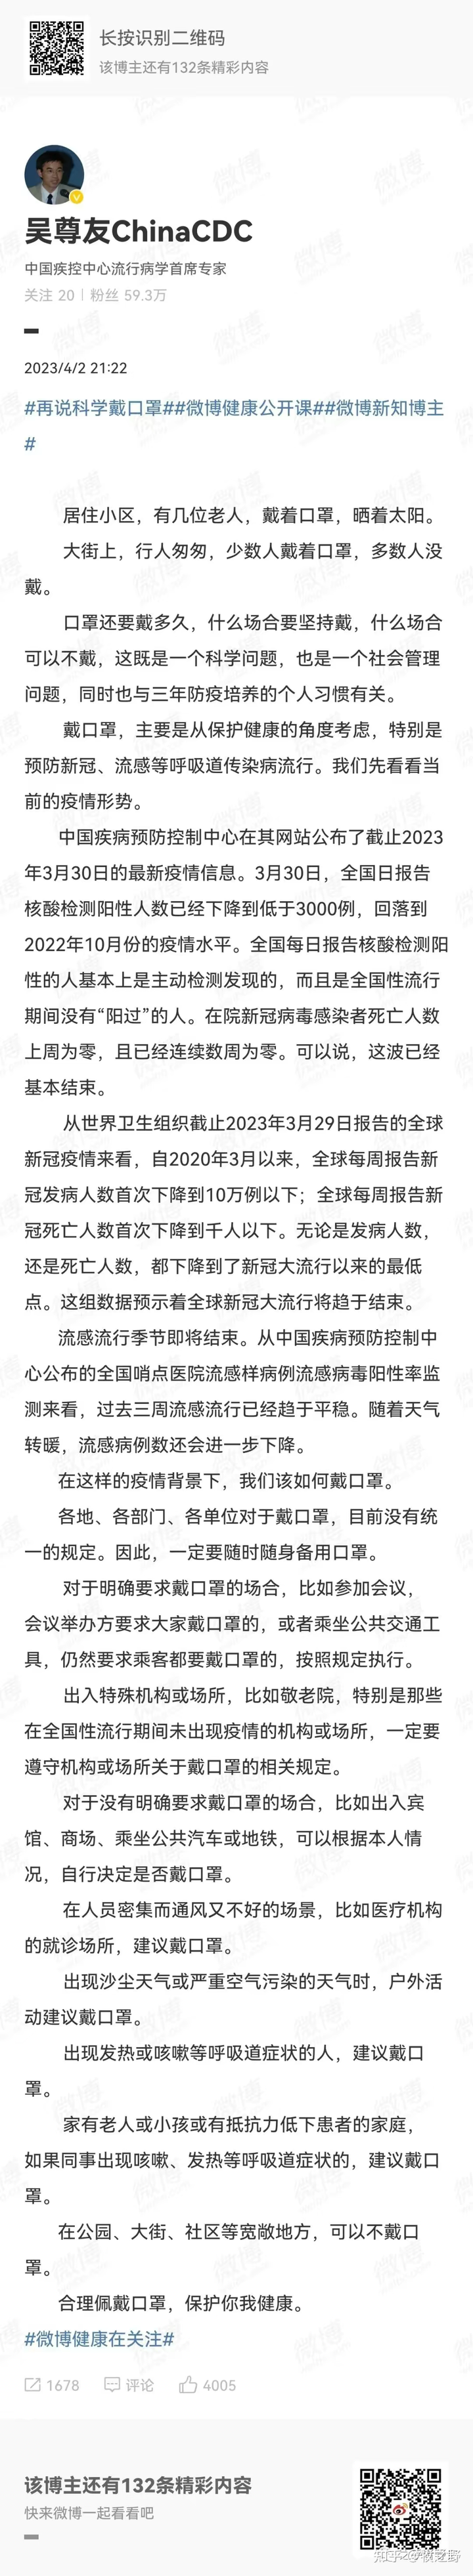 长按识别二维码
该博主还有132条精彩内容
吴尊友ChinaCDC
中国疾控中心流行病学首席专家
关注 20 | 粉丝 59.3万
2023/4/2 21:22
#再说科学戴口罩##微博健康公开课##微博新知博主
#
居住小区，有几位老人，戴着口罩，晒着太阳。
大街上，行人匆匆，少数人戴着口罩，多数人没
戴。
口罩还要戴多久，什么场合要坚持戴，什么场合
可以不戴，这既是一个科学问题，也是一个社会管理
问题，同时也与三年防疫培养的个人习惯有关。
戴口罩，主要是从保护健康的角度考虑，特别是
预防新冠、流感等呼吸道传染病流行。我们先看看当
前的疫情形势。
中国疾病预防控制中心在其网站公布了截止2023
年3月30日的最新疫情信息。3月30日，全国日报告
核酸检测阳性人数已经下降到低于3000例，回落到
2022年10月份的疫情水平。全国每日报告核酸检测阳
性的人基本上是主动检测发现的，而且是全国性流行
期间没有“阳过”的人。在院新冠病毒感染者死亡人数
上周为零，且已经连续数周为零。可以说，这波已经
基本结束。
从世界卫生组织截止2023年3月29日报告的全球
新冠疫情来看，自2020年3月以来，全球每周报告新
冠发病人数首次下降到10万例以下；全球每周报告新
冠死亡人数首次下降到千人以下。无论是发病人数，
还是死亡人数，都下降到了新冠大流行以来的最低
点。这组数据预示着全球新冠大流行将趋于结束。
流感流行季节即将结束。从中国疾病预防控制中
心公布的全国哨点医院流感样病例流感病毒阳性率监
测来看，过去三周流感流行已经趋于平稳。随着天气
转暖，流感病例数还会进一步下降。
在这样的疫情背景下，我们该如何戴口罩。
各地、各部门、各单位对于戴口罩，目前没有统
一的规定。因此，一定要随时随身备用口罩。
对于明确要求戴口罩的场合，比如参加会议，
会议举办方要求大家戴口罩的，或者乘坐公共交通工
具，仍然要求乘客都要戴口罩的，按照规定执行。
出入特殊机构或场所，比如敬老院，特别是那些
在全国性流行期间未出现疫情的机构或场所，一定要
遵守机构或场所关于戴口罩的相关规定。
对于没有明确要求戴口罩的场合，比如出入宾
馆、商场、乘坐公共汽车或地铁，可以根据本人情
况，自行决定是否戴口罩。
在人员密集而通风又不好的场景，比如医疗机构
的就诊场所，建议戴口罩。
出现沙尘天气或严重空气污染的天气时，户外活
动建议戴口罩。
出现发热或咳嗽等呼吸道症状的人，建议戴口
罩。
家有老人或小孩或有抵抗力低下患者的家庭，
如果同事出现咳嗽、发热等呼吸道症状的，建议戴口
罩。
在公园、大街、社区等宽敞地方，可以不戴口
罩。
合理佩戴口罩，保护你我健康。
#微博健康在关注#
1678 评论 4005
该博主还有132条精彩内容
快来微博一起看看吧